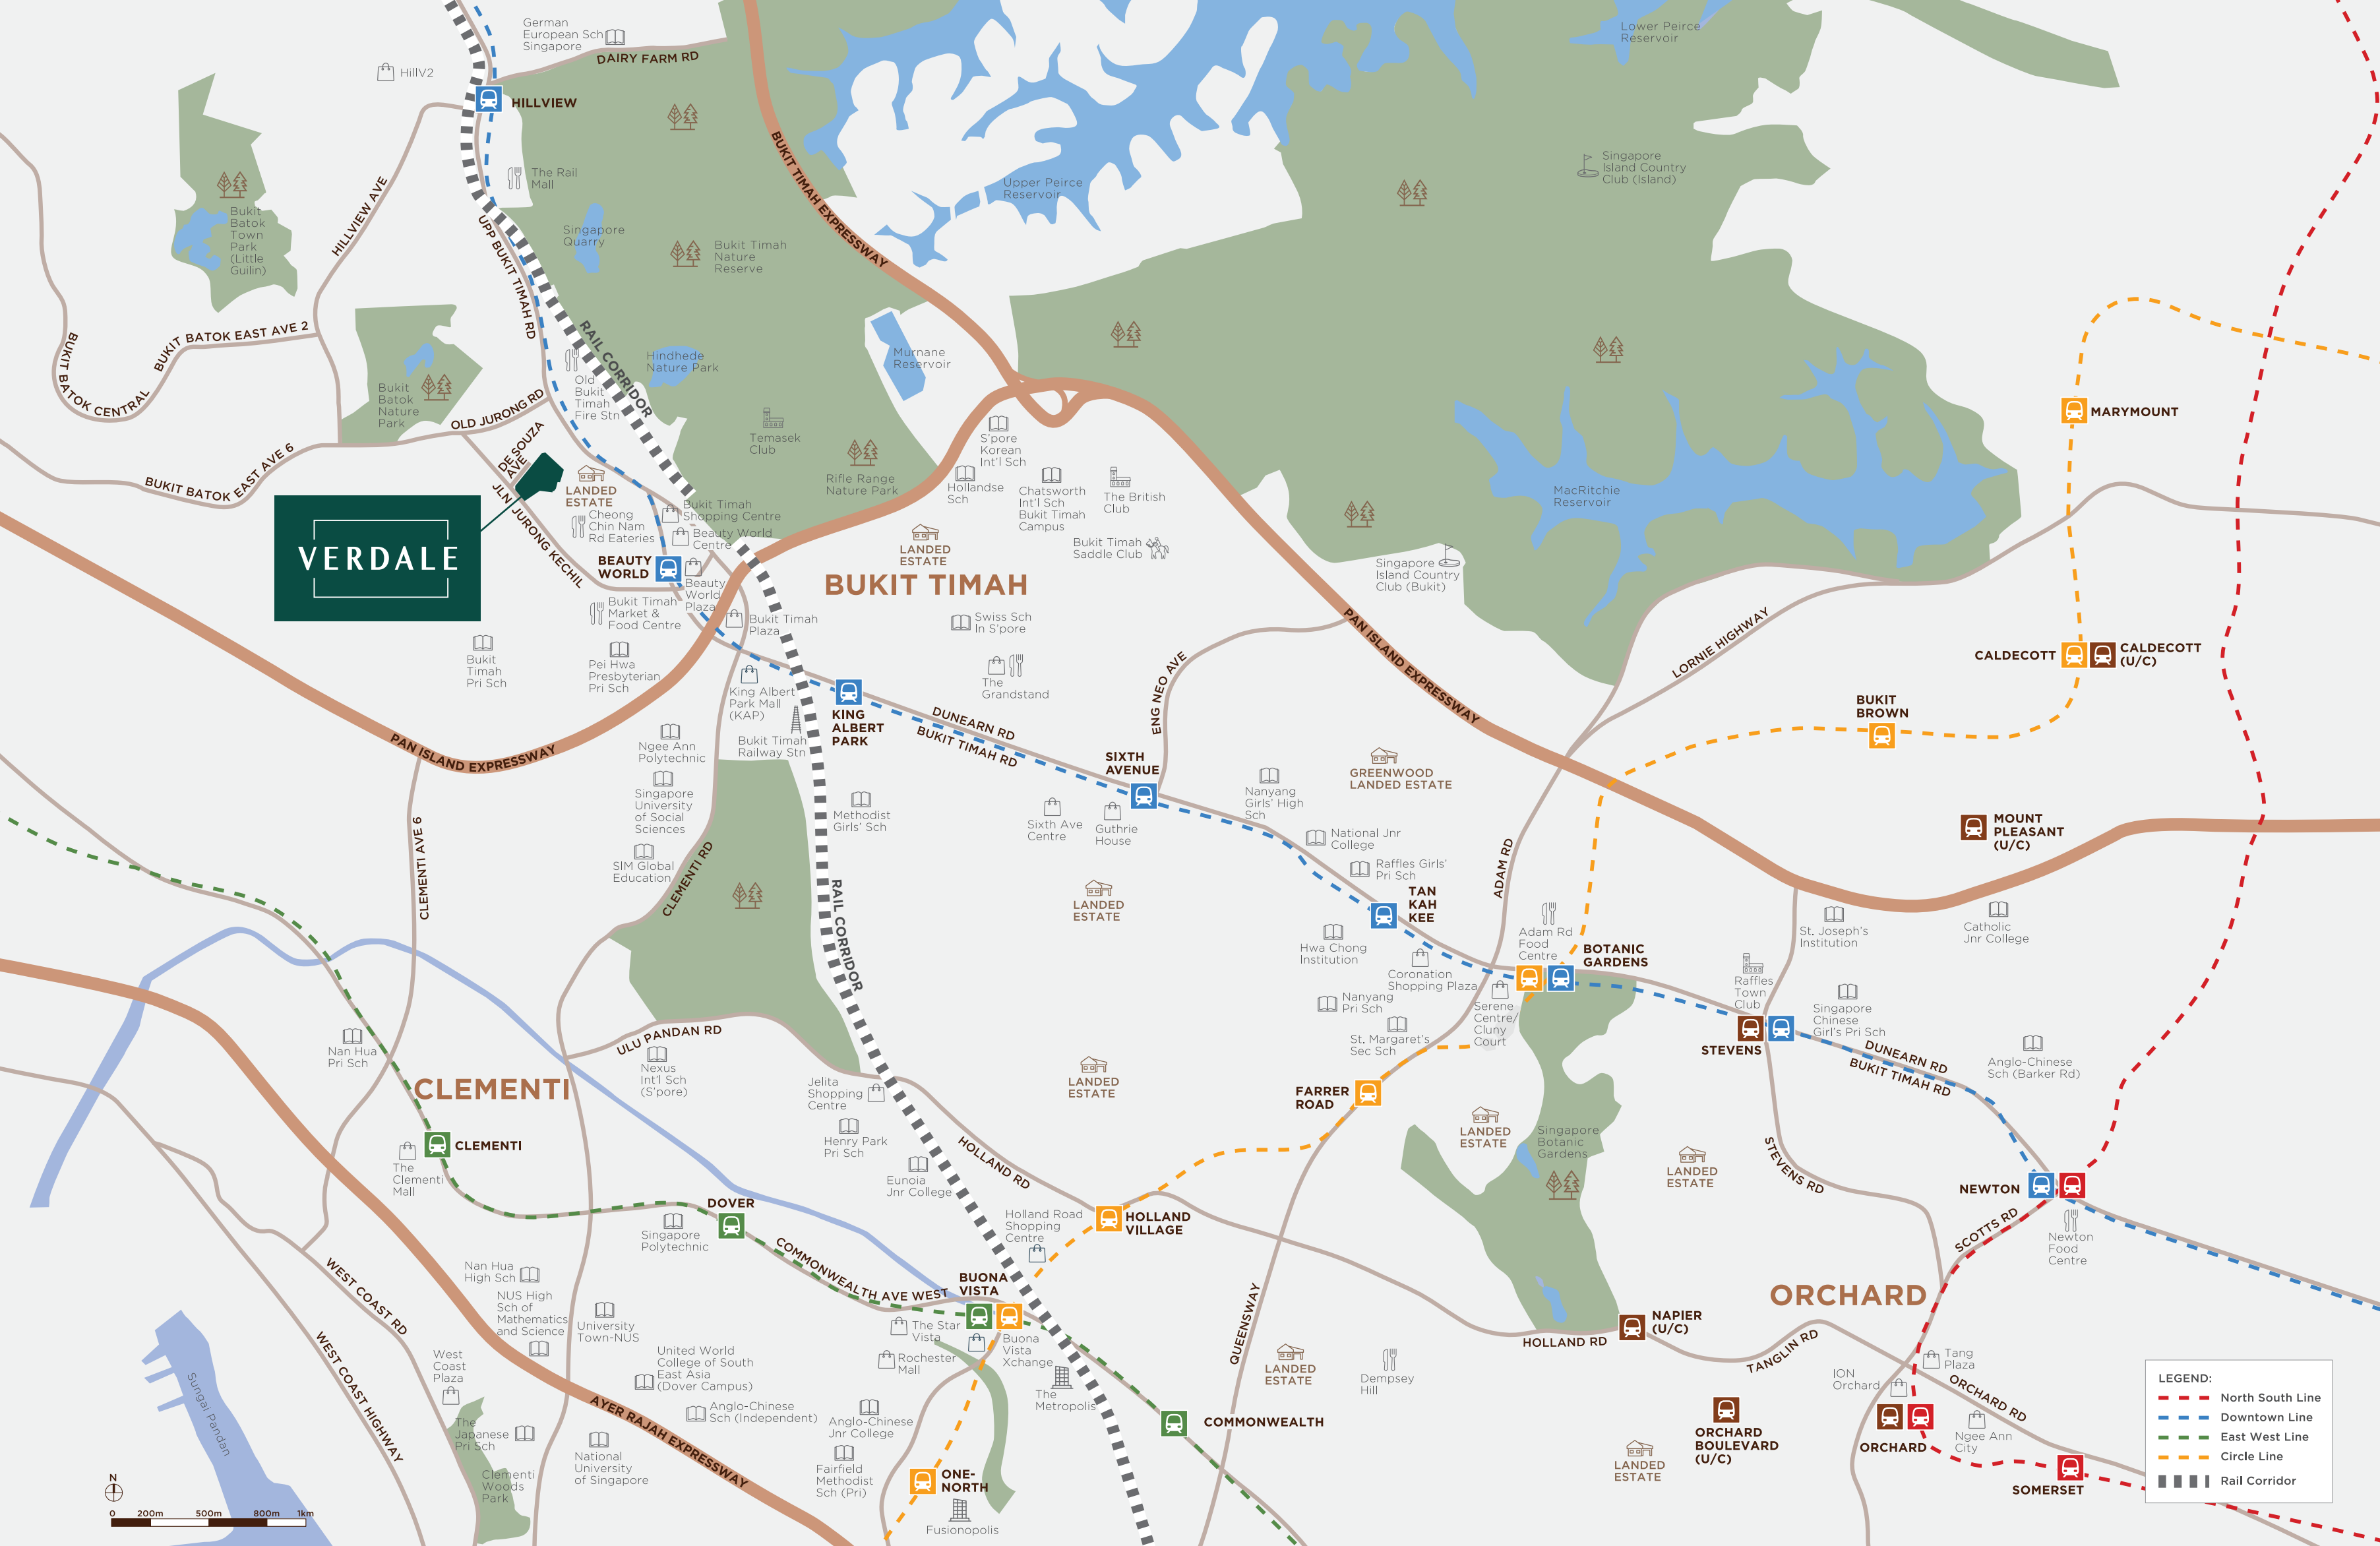 German
European Sch
Singapore
DAIRY FARM RD
HillV2
HILLVIEW
The Rail
Mall
HILLVIEW AVE
Bukit
Batok
Town
Park
(Little
Guilin)
Singapore
Quarry
UPP BUKIT TIMAH RD
Bukit Timah
Nature
Reserve
BUKIT TIMAH EXPRESSWAY
Upper Peirce
Reservoir
Lower Peirce
Reservoir
Singapore
Island Country
Club (Island)
BUKIT BATOK EAST AVE 2
BUKIT BATOK CENTRAL
Bukit
Batok
Nature
Park
OLD JURONG RD
RAIL CORRIDOR
Old
Bukit
Timah
Fire Stn
Hindhede
Nature Park
Murnane
Reservoir
Temasek
Club
Rifle Range
Nature Park
BUKIT BATOK EAST AVE 6
DE SOUZA
AVE
JLN JURONG KECHIL
LANDED
ESTATE
Cheong
Chin Nam
Rd Eateries
Bukit Timah
Shopping Centre
Beauty World
Centre
VERDALE
BEAUTY
WORLD
Beauty
World
Plaza
Bukit Timah
Market &
Food Centre
Bukit Timah
Plaza
Bukit
Timah
Pri Sch
Pei Hwa
Presbyterian
Pri Sch
S'pore
Korean
Int'l Sch
Hollandse
Sch
Chatsworth
Int'l Sch
Bukit Timah
Campus
The British
Club
LANDED
ESTATE
Bukit Timah
Saddle Club
BUKIT TIMAH
Swiss Sch
In S'pore
The
Grandstand
Singapore
Island Country
Club (Bukit)
MacRitchie
Reservoir
MARYMOUNT
LORNIE HIGHWAY
CALDECOTT
CALDECOTT
(U/C)
BUKIT
BROWN
PAN ISLAND EXPRESSWAY
ENG NEO AVE
King Albert
Park Mall
(KAP)
KING
ALBERT
PARK
Bukit Timah
Railway Stn
DUNEARN RD
BUKIT TIMAH RD
PAN ISLAND EXPRESSWAY
Ngee Ann
Polytechnic
Singapore
University
of Social
Sciences
SIM Global
Education
CLEMENTI RD
CLEMENTI AVE 6
Methodist
Girls' Sch
SIXTH
AVENUE
Sixth Ave
Centre
Guthrie
House
Nanyang
Girls' High
Sch
GREENWOOD
LANDED ESTATE
National Jnr
College
Raffles Girls'
Pri Sch
TAN
KAH
KEE
ADAM RD
MOUNT
PLEASANT
(U/C)
LANDED
ESTATE
Hwa Chong
Institution
Coronation
Shopping Plaza
Adam Rd
Food
Centre
BOTANIC
GARDENS
St. Joseph's
Institution
Catholic
Jnr College
Raffles
Town
Club
STEVENS
Singapore
Chinese
Girl's Pri Sch
Anglo-Chinese
Sch (Barker Rd)
DUNEARN RD
BUKIT TIMAH RD
Nanyang
Pri Sch
St. Margaret's
Sec Sch
Serene
Centre/
Cluny
Court
RAIL CORRIDOR
ULU PANDAN RD
Nexus
Int'l Sch
(S'pore)
Nan Hua
Pri Sch
CLEMENTI
CLEMENTI
The
Clementi
Mall
Jelita
Shopping
Centre
Henry Park
Pri Sch
Eunoia
Jnr College
LANDED
ESTATE
FARRER
ROAD
LANDED
ESTATE
Singapore
Botanic
Gardens
LANDED
ESTATE
STEVENS RD
NEWTON
SCOTTS RD
Newton
Food
Centre
HOLLAND RD
HOLLAND
VILLAGE
Holland Road
Shopping
Centre
DOVER
Singapore
Polytechnic
COMMONWEALTH AVE WEST
BUONA
VISTA
The Star
Vista
Buona
Vista
Xchange
Rochester
Mall
The
Metropolis
Nan Hua
High Sch
NUS High
Sch of
Mathematics
and Science
University
Town-NUS
United World
College of South
East Asia
(Dover Campus)
Anglo-Chinese
Sch (Independent)
Anglo-Chinese
Jnr College
Fairfield
Methodist
Sch (Pri)
ONE-
NORTH
Fusionopolis
COMMONWEALTH
QUEENSWAY
LANDED
ESTATE
Dempsey
Hill
HOLLAND RD
NAPIER
(U/C)
TANGLIN RD
ORCHARD
Tang
Plaza
ION
Orchard
ORCHARD RD
ORCHARD
Ngee Ann
City
SOMERSET
ORCHARD
BOULEVARD
(U/C)
LANDED
ESTATE
WEST COAST RD
WEST COAST HIGHWAY
West
Coast
Plaza
The
Japanese
Pri Sch
Clementi
Woods
Park
National
University
of Singapore
AYER RAJAH EXPRESSWAY
Sungai Pandan
N
0 200m 500m 800m 1km
LEGEND:
North South Line
Downtown Line
East West Line
Circle Line
Rail Corridor